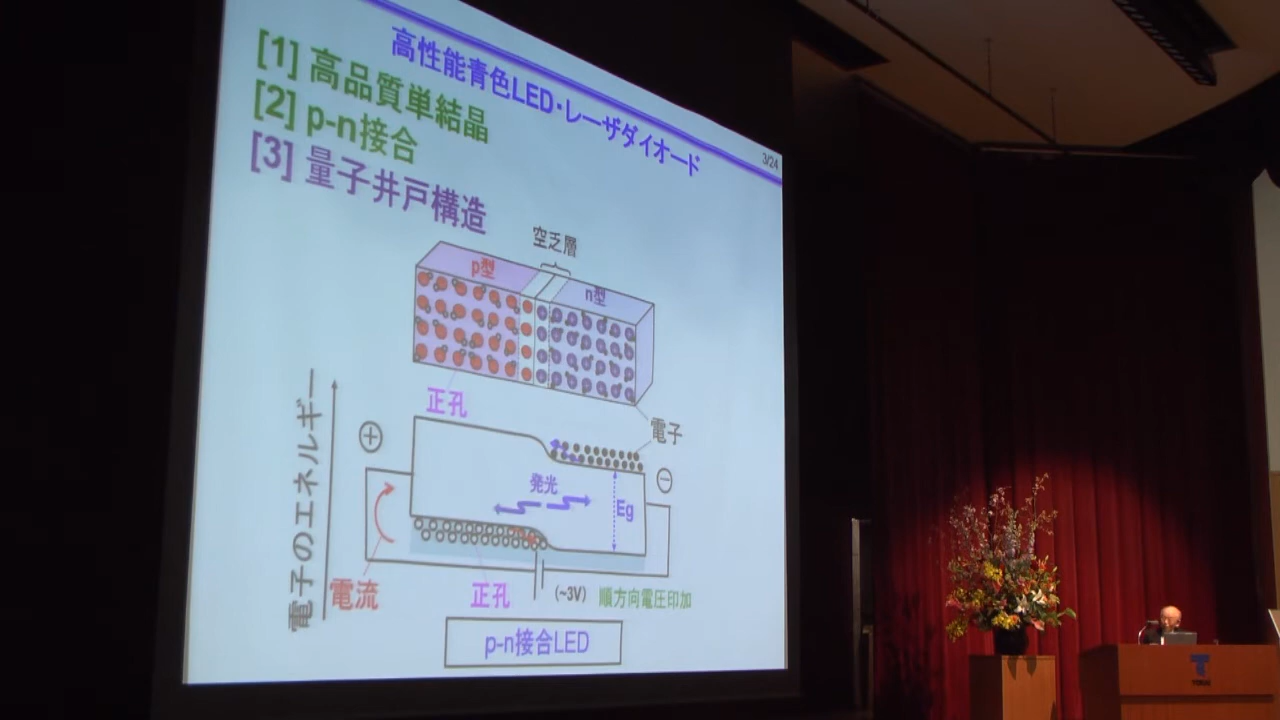 高性能青色LED・レーザダイオード
3/24
[1] 高品質単結晶
[2] p-n接合
[3] 量子井戸構造
空乏層
p型
n型
正孔
電子
電子のエネルギー
+
−
発光
Eg
電流
正孔
(~3V)
順方向電圧印加
p-n接合LED